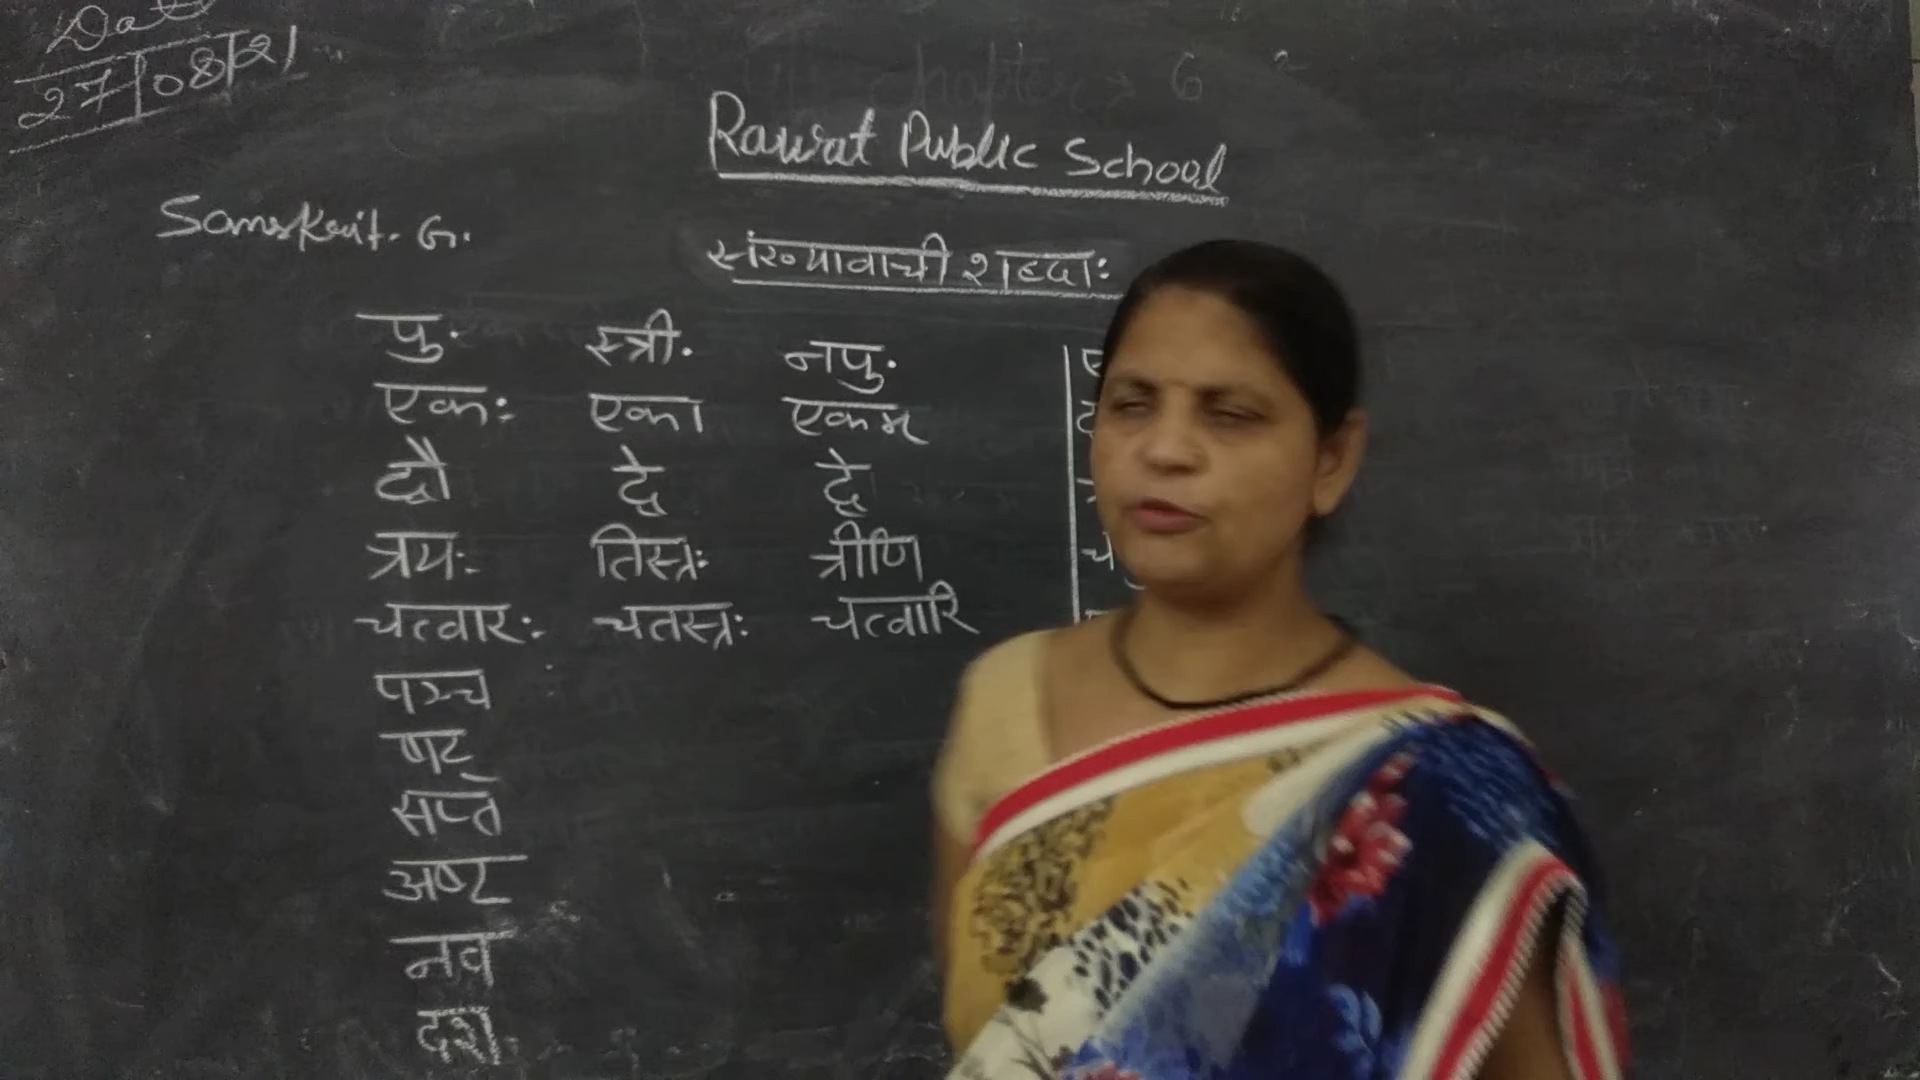 Date
27/08/21
Rawat Public School
Samskrit. G.
संख्यावाची शब्दाः
पु. स्त्री. नपु.
एकः एका एकम्
द्वौ द्वे द्वे
त्रयः तिस्त्रः त्रीणि
चत्वारः चतस्त्रः चत्वारि
पञ्च
षट्
सप्त
अष्ट
नव
दश